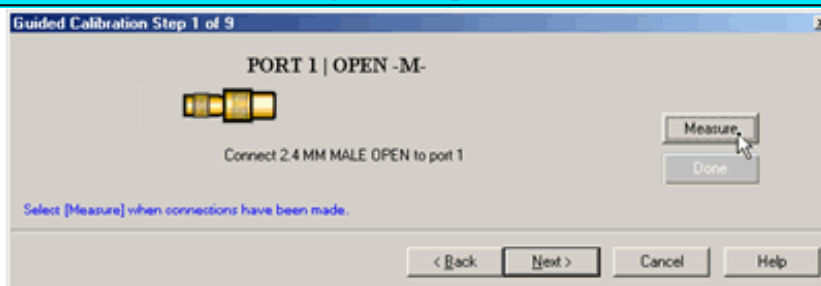 Guided Calibration Step 1 of 9
PORT 1 | OPEN -M-
Connect 2.4 MM MALE OPEN to port 1
Measure
Done
Select [Measure] when connections have been made.
< Back
Next >
Cancel
Help